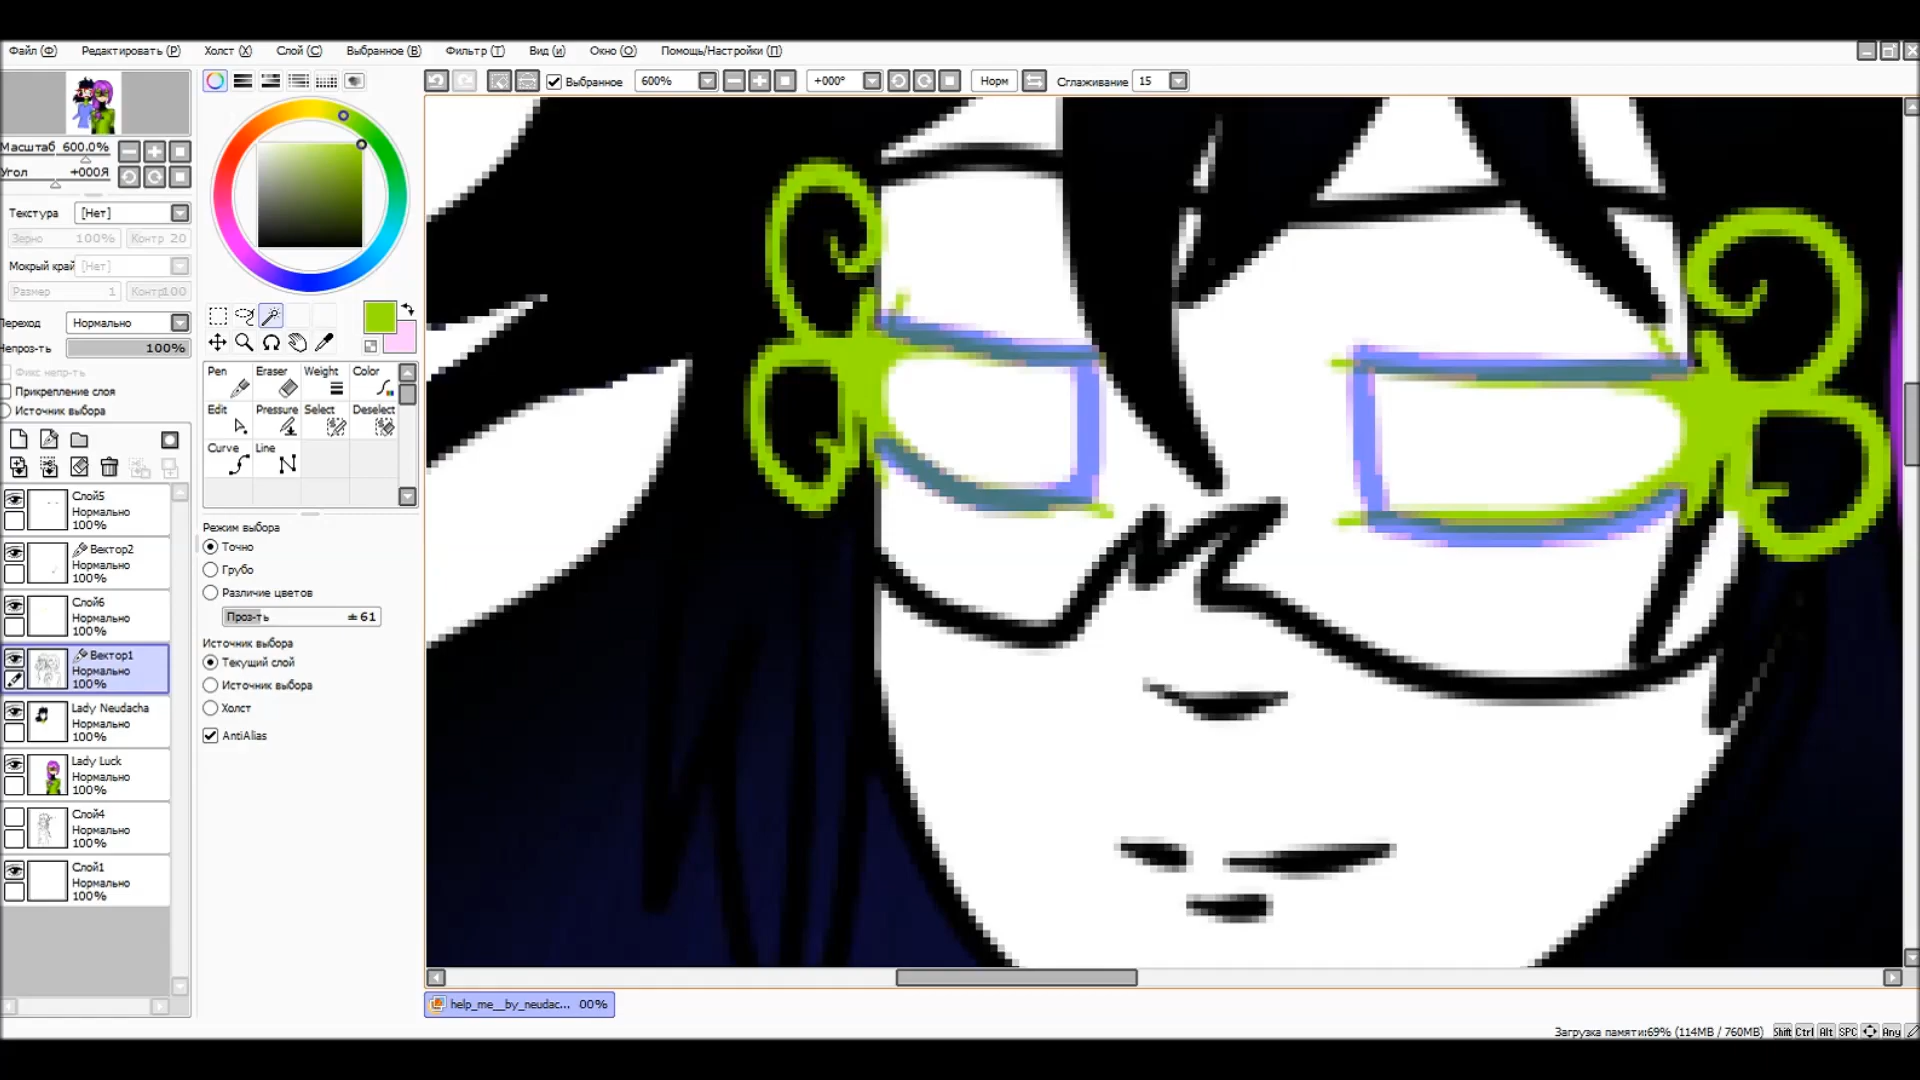 Файл (Ф) Редактировать (Р) Холст (X) Слой (С) Выбранное (В) Фильтр (Т) Вид (и) Окно (О) Помощь/Настройки (П)
Выбранное 600% +000° Норм Сглаживание 15
Масштаб 600.0%
Угол +000Я
Текстура [Нет]
Зерно 100% Контр 20
Мокрый край [Нет]
Размер 1 Контр 100
Переход Нормально
Непроз-ть 100%
Фикс непр-ть
Прикрепление слоя
Источник выбора
Слой5
Нормально
100%
Вектор2
Нормально
100%
Слой6
Нормально
100%
Вектор1
Нормально
100%
Lady Neudacha
Нормально
100%
Lady Luck
Нормально
100%
Слой4
Нормально
100%
Слой1
Нормально
100%
Pen Eraser Weight Color
Edit Pressure Select Deselect
Curve Line
Режим выбора
Точно
Грубо
Различие цветов
Проз-ть ±61
Источник выбора
Текущий слой
Источник выбора
Холст
AntiAlias
help_me__by_neudac... 00%
Загрузка памяти:69% (114MB / 760MB) Shift Ctrl Alt SPC Any